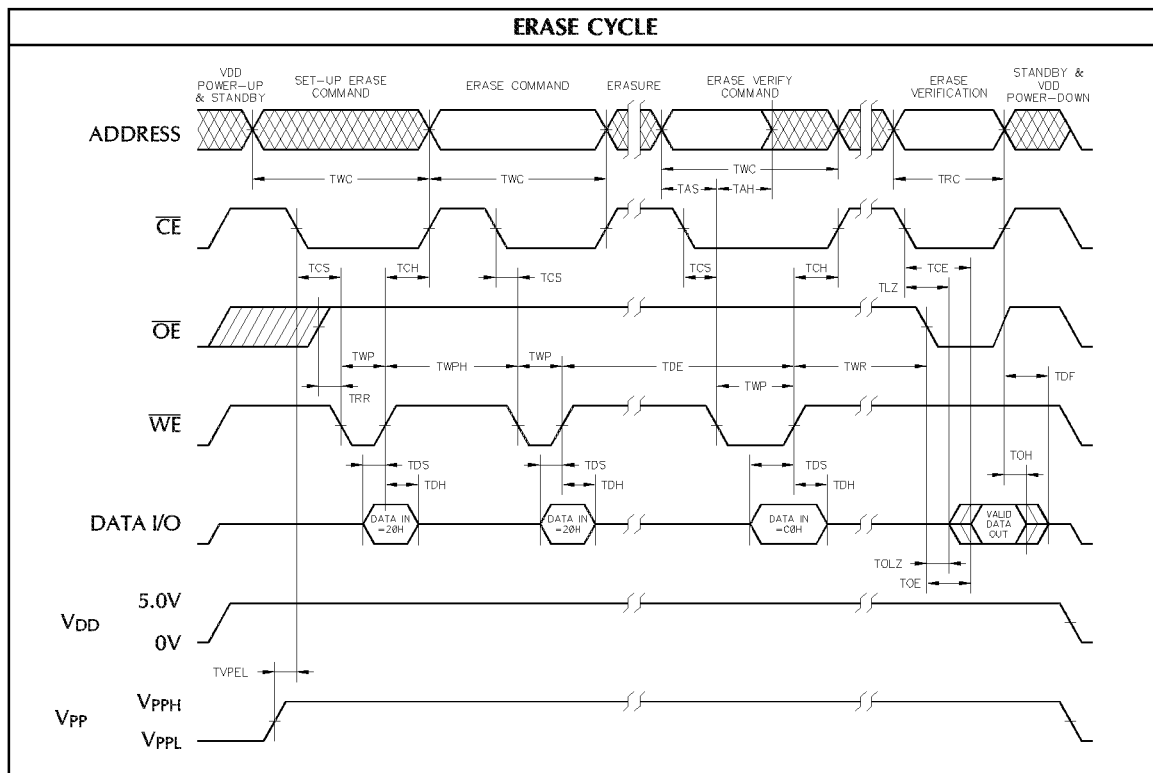 ERASE CYCLE
VDD
POWER-UP
& STANDBY
SET-UP ERASE
COMMAND
ERASE COMMAND
ERASURE
ERASE VERIFY
COMMAND
ERASE
VERIFICATION
STANDBY &
VDD
POWER-DOWN
ADDRESS
TWC
TWC
TWC
TRC
TAS
TAH
CE
TCS
TCH
TCS
TCS
TCH
TCE
TLZ
OE
TWP
TWPH
TWP
TDE
TWR
TWP
TDF
TRR
WE
TDS
TDH
TDS
TDH
TDS
TDH
TOH
DATA I/O
DATA IN
=20H
DATA IN
=20H
DATA IN
=C0H
VALID
DATA
OUT
TOLZ
TOE
5.0V
VDD
0V
TVPEL
VPPH
VPP
VPPL